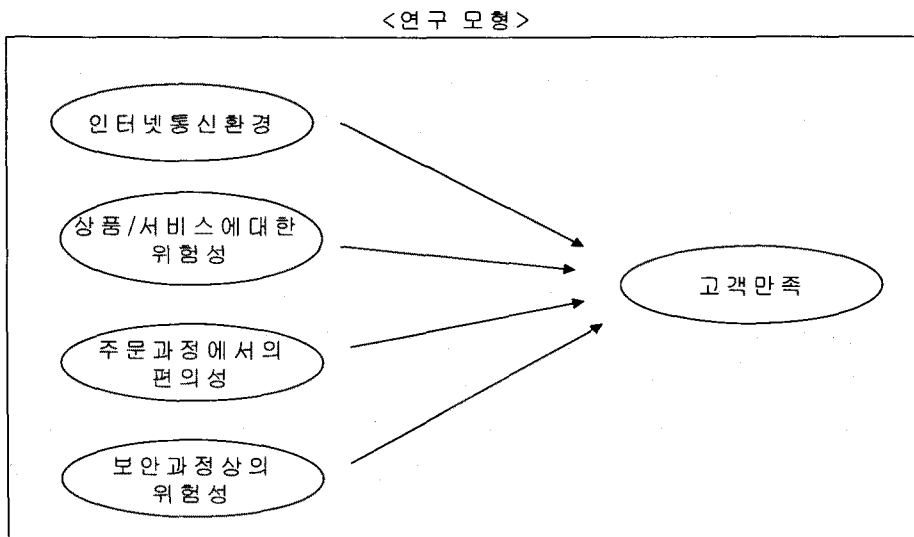 <연구 모형>
인터넷통신환경
상품/서비스에대한
위험성
주문과정에서의
편의성
보안과정상의
위험성
고객만족